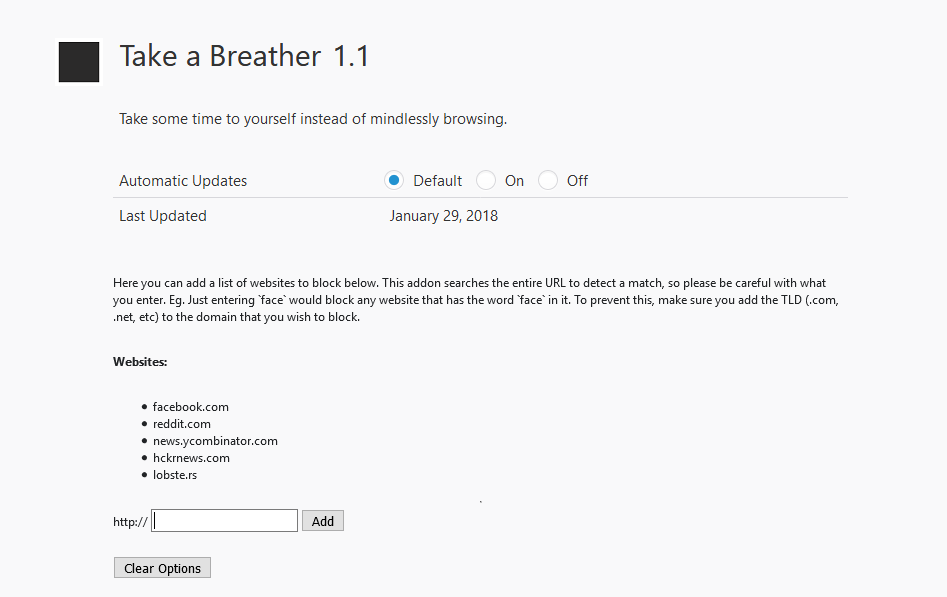 Take a Breather 1.1
Take some time to yourself instead of mindlessly browsing.
Automatic Updates Default On Off
Last Updated January 29, 2018
Here you can add a list of websites to block below. This addon searches the entire URL to detect a match, so please be careful with what
you enter. Eg. Just entering `face` would block any website that has the word `face` in it. To prevent this, make sure you add the TLD (.com,
.net, etc) to the domain that you wish to block.
Websites:
• facebook.com
• reddit.com
• news.ycombinator.com
• hckrnews.com
• lobste.rs
http:// Add
Clear Options